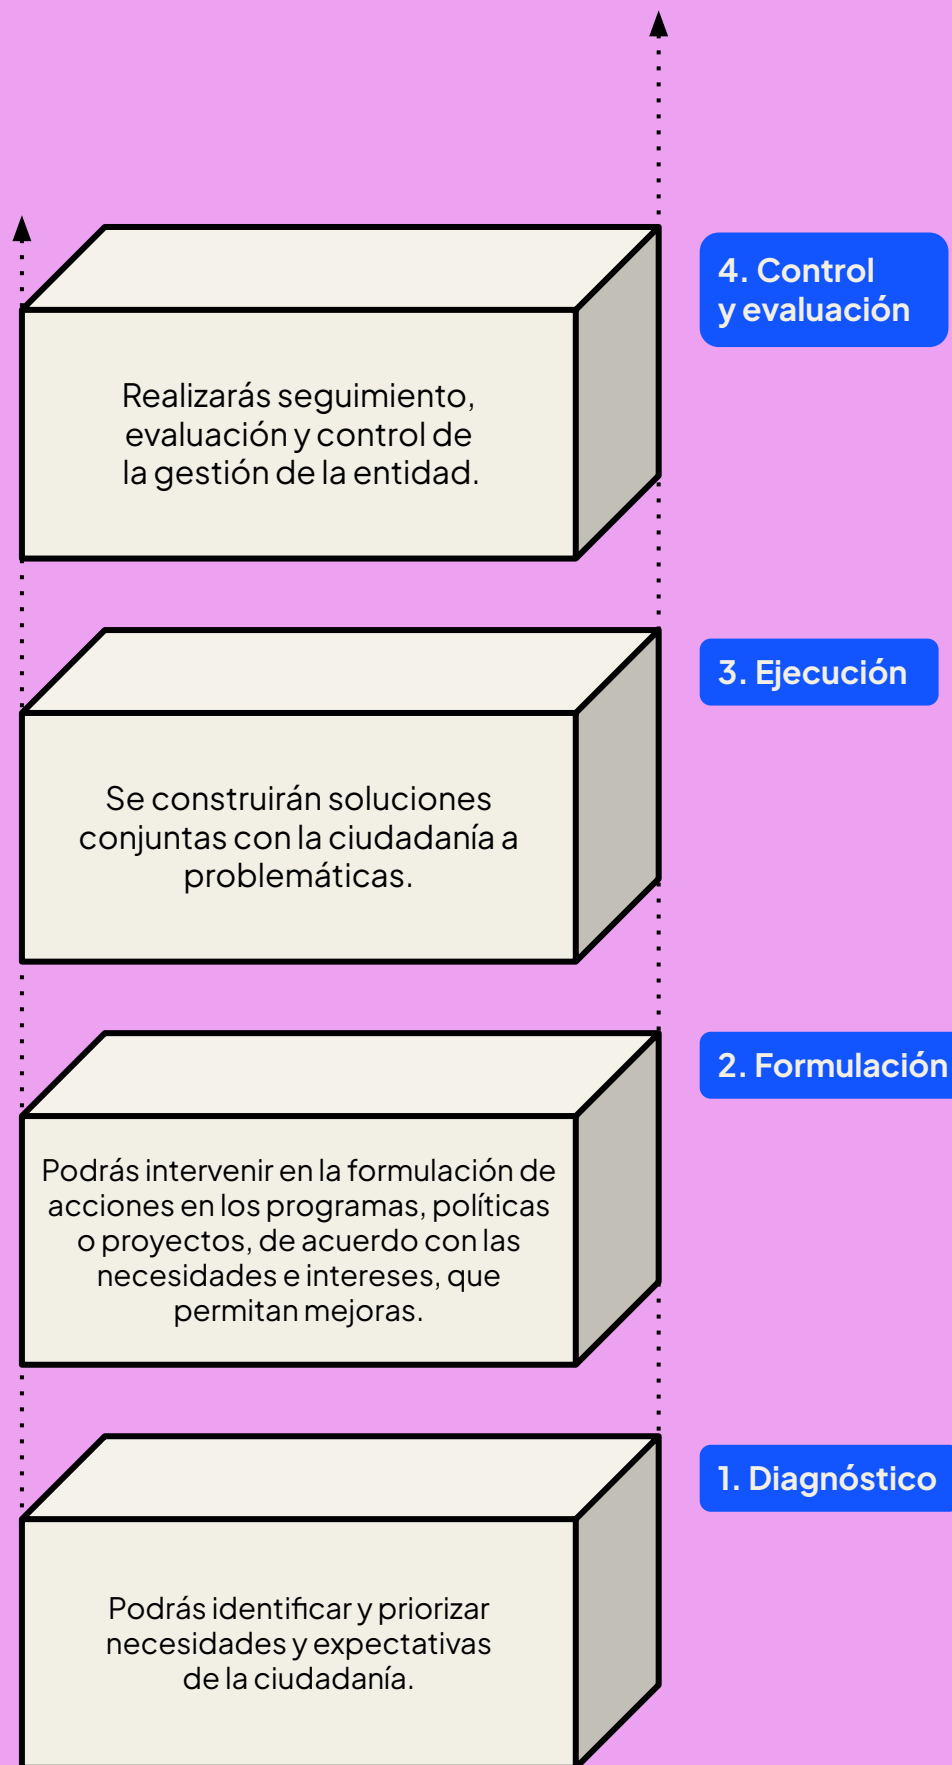 4. Control
y evaluación
Realizarás seguimiento,
evaluación y control de
la gestión de la entidad.
3. Ejecución
Se construirán soluciones
conjuntas con la ciudadanía a
problemáticas.
2. Formulación
Podrás intervenir en la formulación de
acciones en los programas, políticas
o proyectos, de acuerdo con las
necesidades e intereses, que
permitan mejoras.
1. Diagnóstico
Podrás identificar y priorizar
necesidades y expectativas
de la ciudadanía.